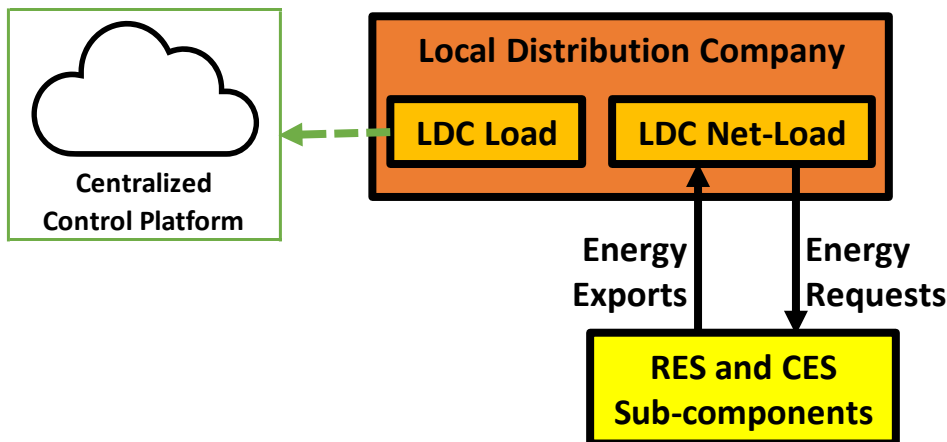 Local Distribution Company
LDC Load
LDC Net-Load
Centralized
Control Platform
Energy
Exports
Energy
Requests
RES and CES
Sub-components